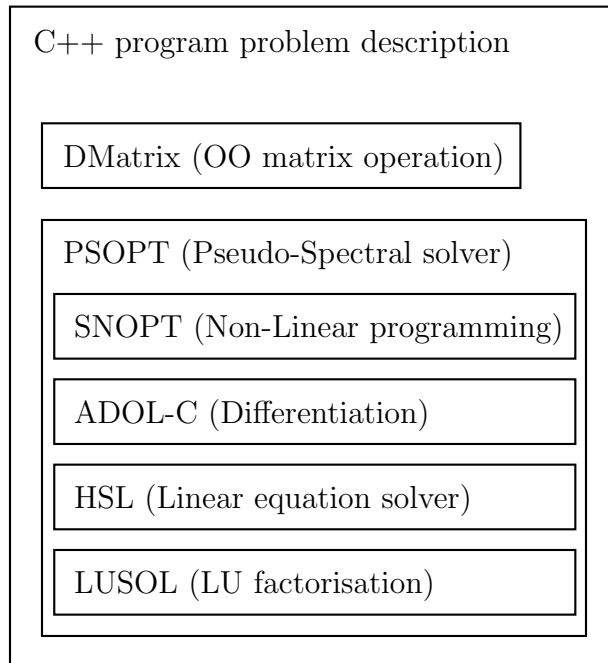 C++ program problem description
DMatrix (OO matrix operation)
PSOPT (Pseudo-Spectral solver)
SNOPT (Non-Linear programming)
ADOL-C (Differentiation)
HSL (Linear equation solver)
LUSOL (LU factorisation)